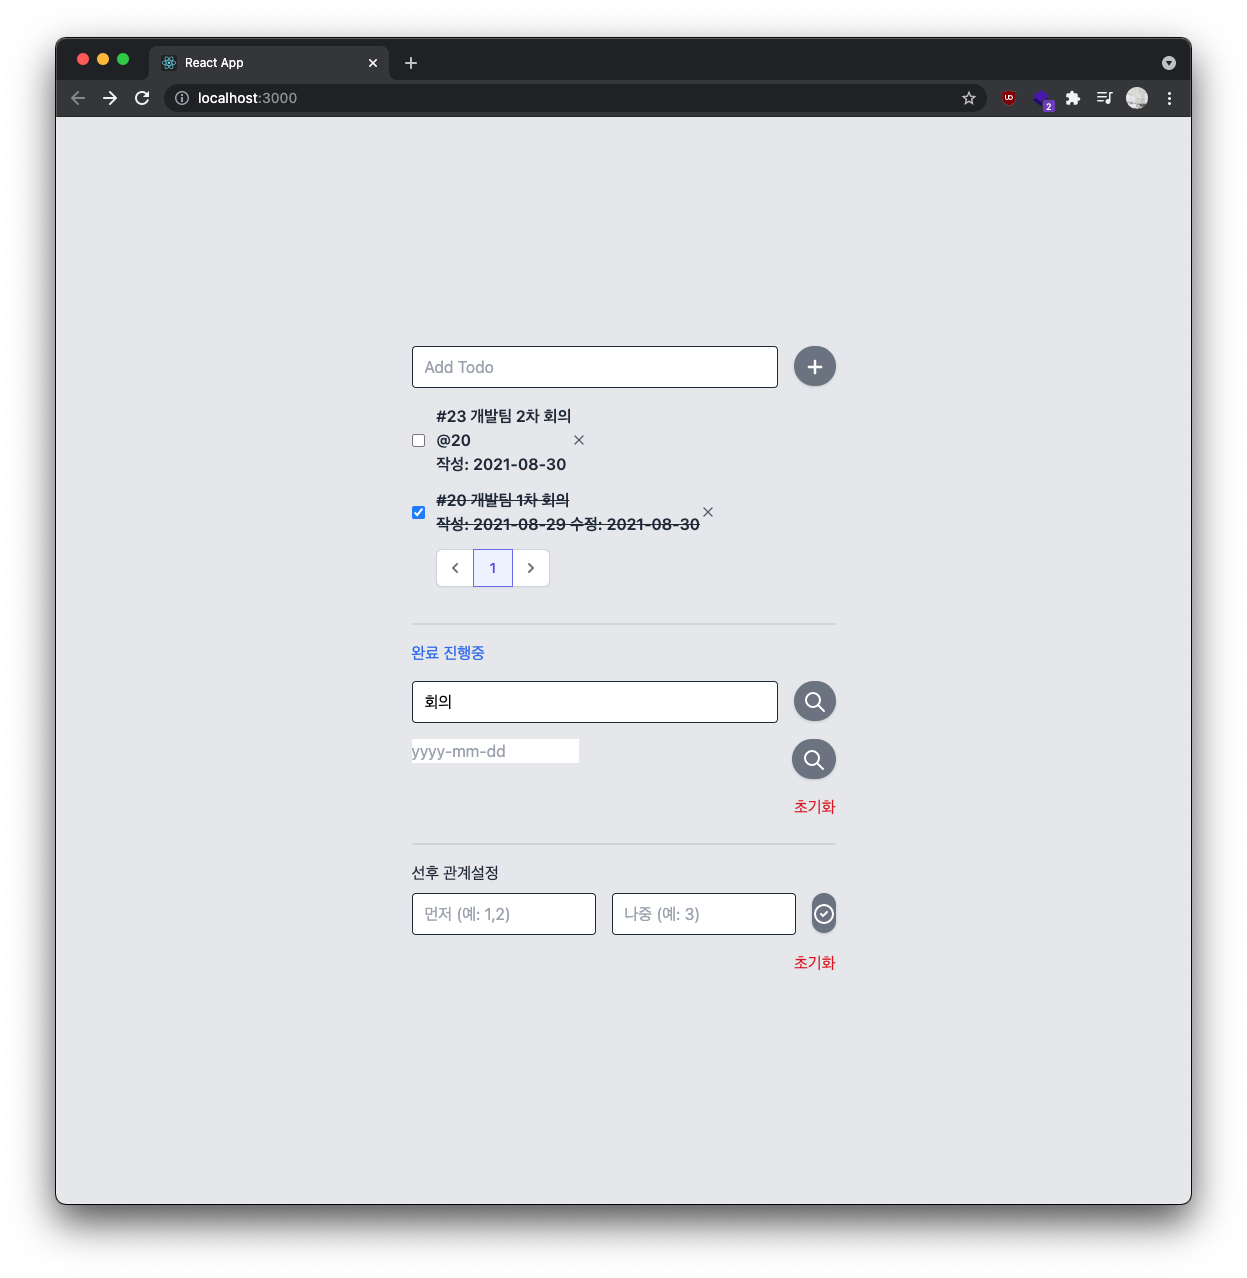 React App
localhost:3000
2
Add Todo
#23 개발팀 2차 회의
@20
작성: 2021-08-30
#20 개발팀 1차 회의
작성: 2021-08-29 수정: 2021-08-30
1
완료 진행중
회의
yyyy-mm-dd
초기화
선후 관계설정
먼저 (예: 1,2) 나중 (예: 3)
초기화